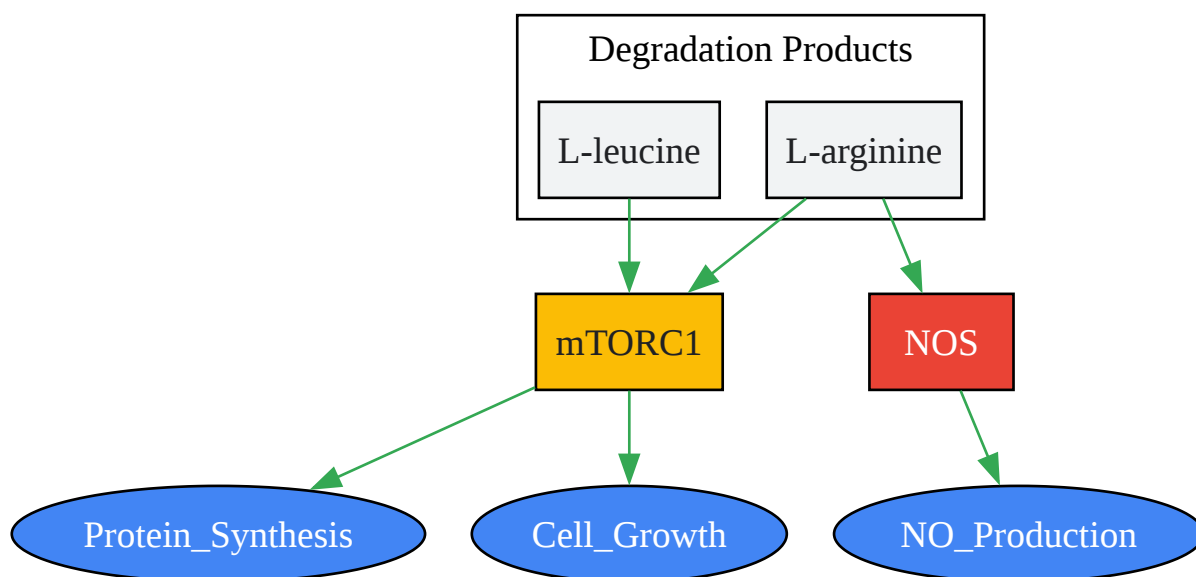 Degradation Products
L-leucine
L-arginine
mTORC1
NOS
Protein_Synthesis
Cell_Growth
NO_Production